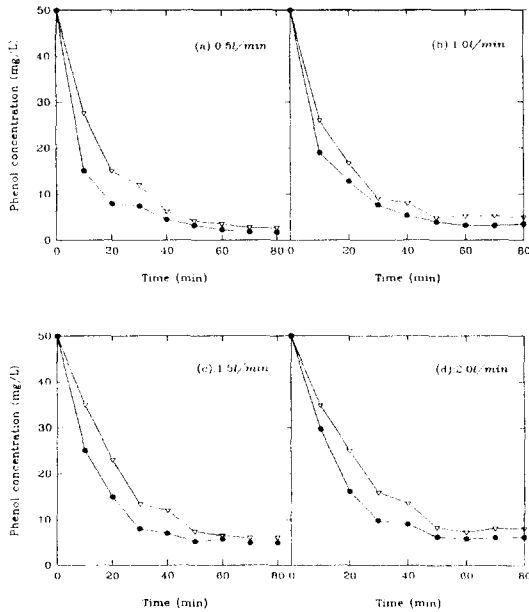 50
40
30
20
10
0
Phenol concentration (mg/L)
(a) 0.5l/min
0 20 40 60 80
Time (min)
(b) 1.0l/min
0 20 40 60 80
Time (min)
50
40
30
20
10
0
Phenol concentration (mg/L)
(c) 1.5l/min
0 20 40 60 80
Time (min)
(d) 2.0l/min
0 20 40 60 80
Time (min)